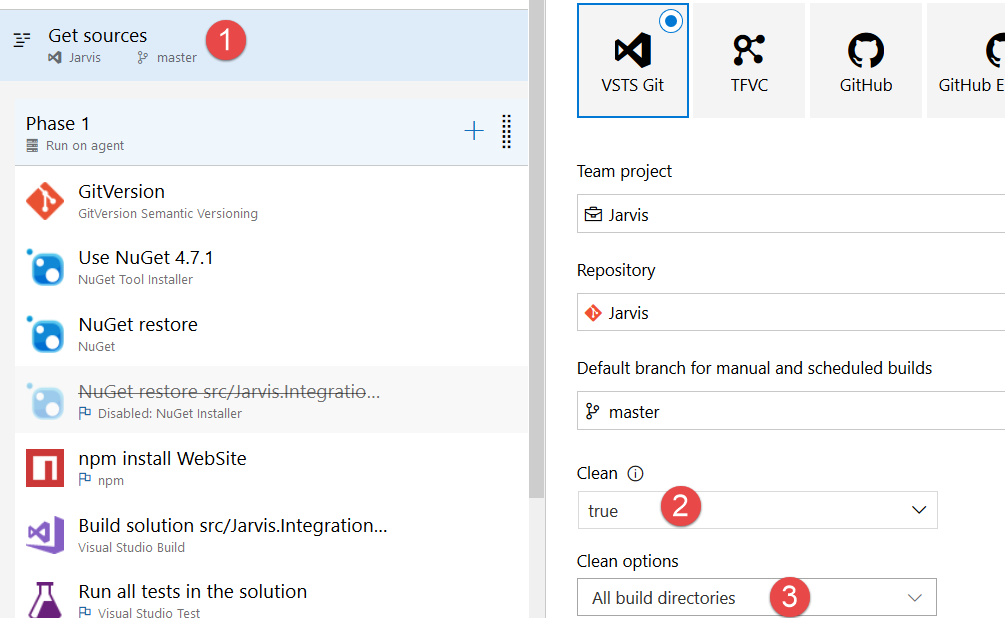 Get sources
Jarvis master
1
Phase 1
Run on agent
GitVersion
GitVersion Semantic Versioning
Use NuGet 4.7.1
NuGet Tool Installer
NuGet restore
NuGet
NuGet restore src/Jarvis.Integratio...
Disabled: NuGet Installer
npm install WebSite
npm
Build solution src/Jarvis.Integration...
Visual Studio Build
Run all tests in the solution
Visual Studio Test
VSTS Git
TFVC
GitHub
GitHub E
Team project
Jarvis
Repository
Jarvis
Default branch for manual and scheduled builds
master
Clean
true
2
Clean options
All build directories
3